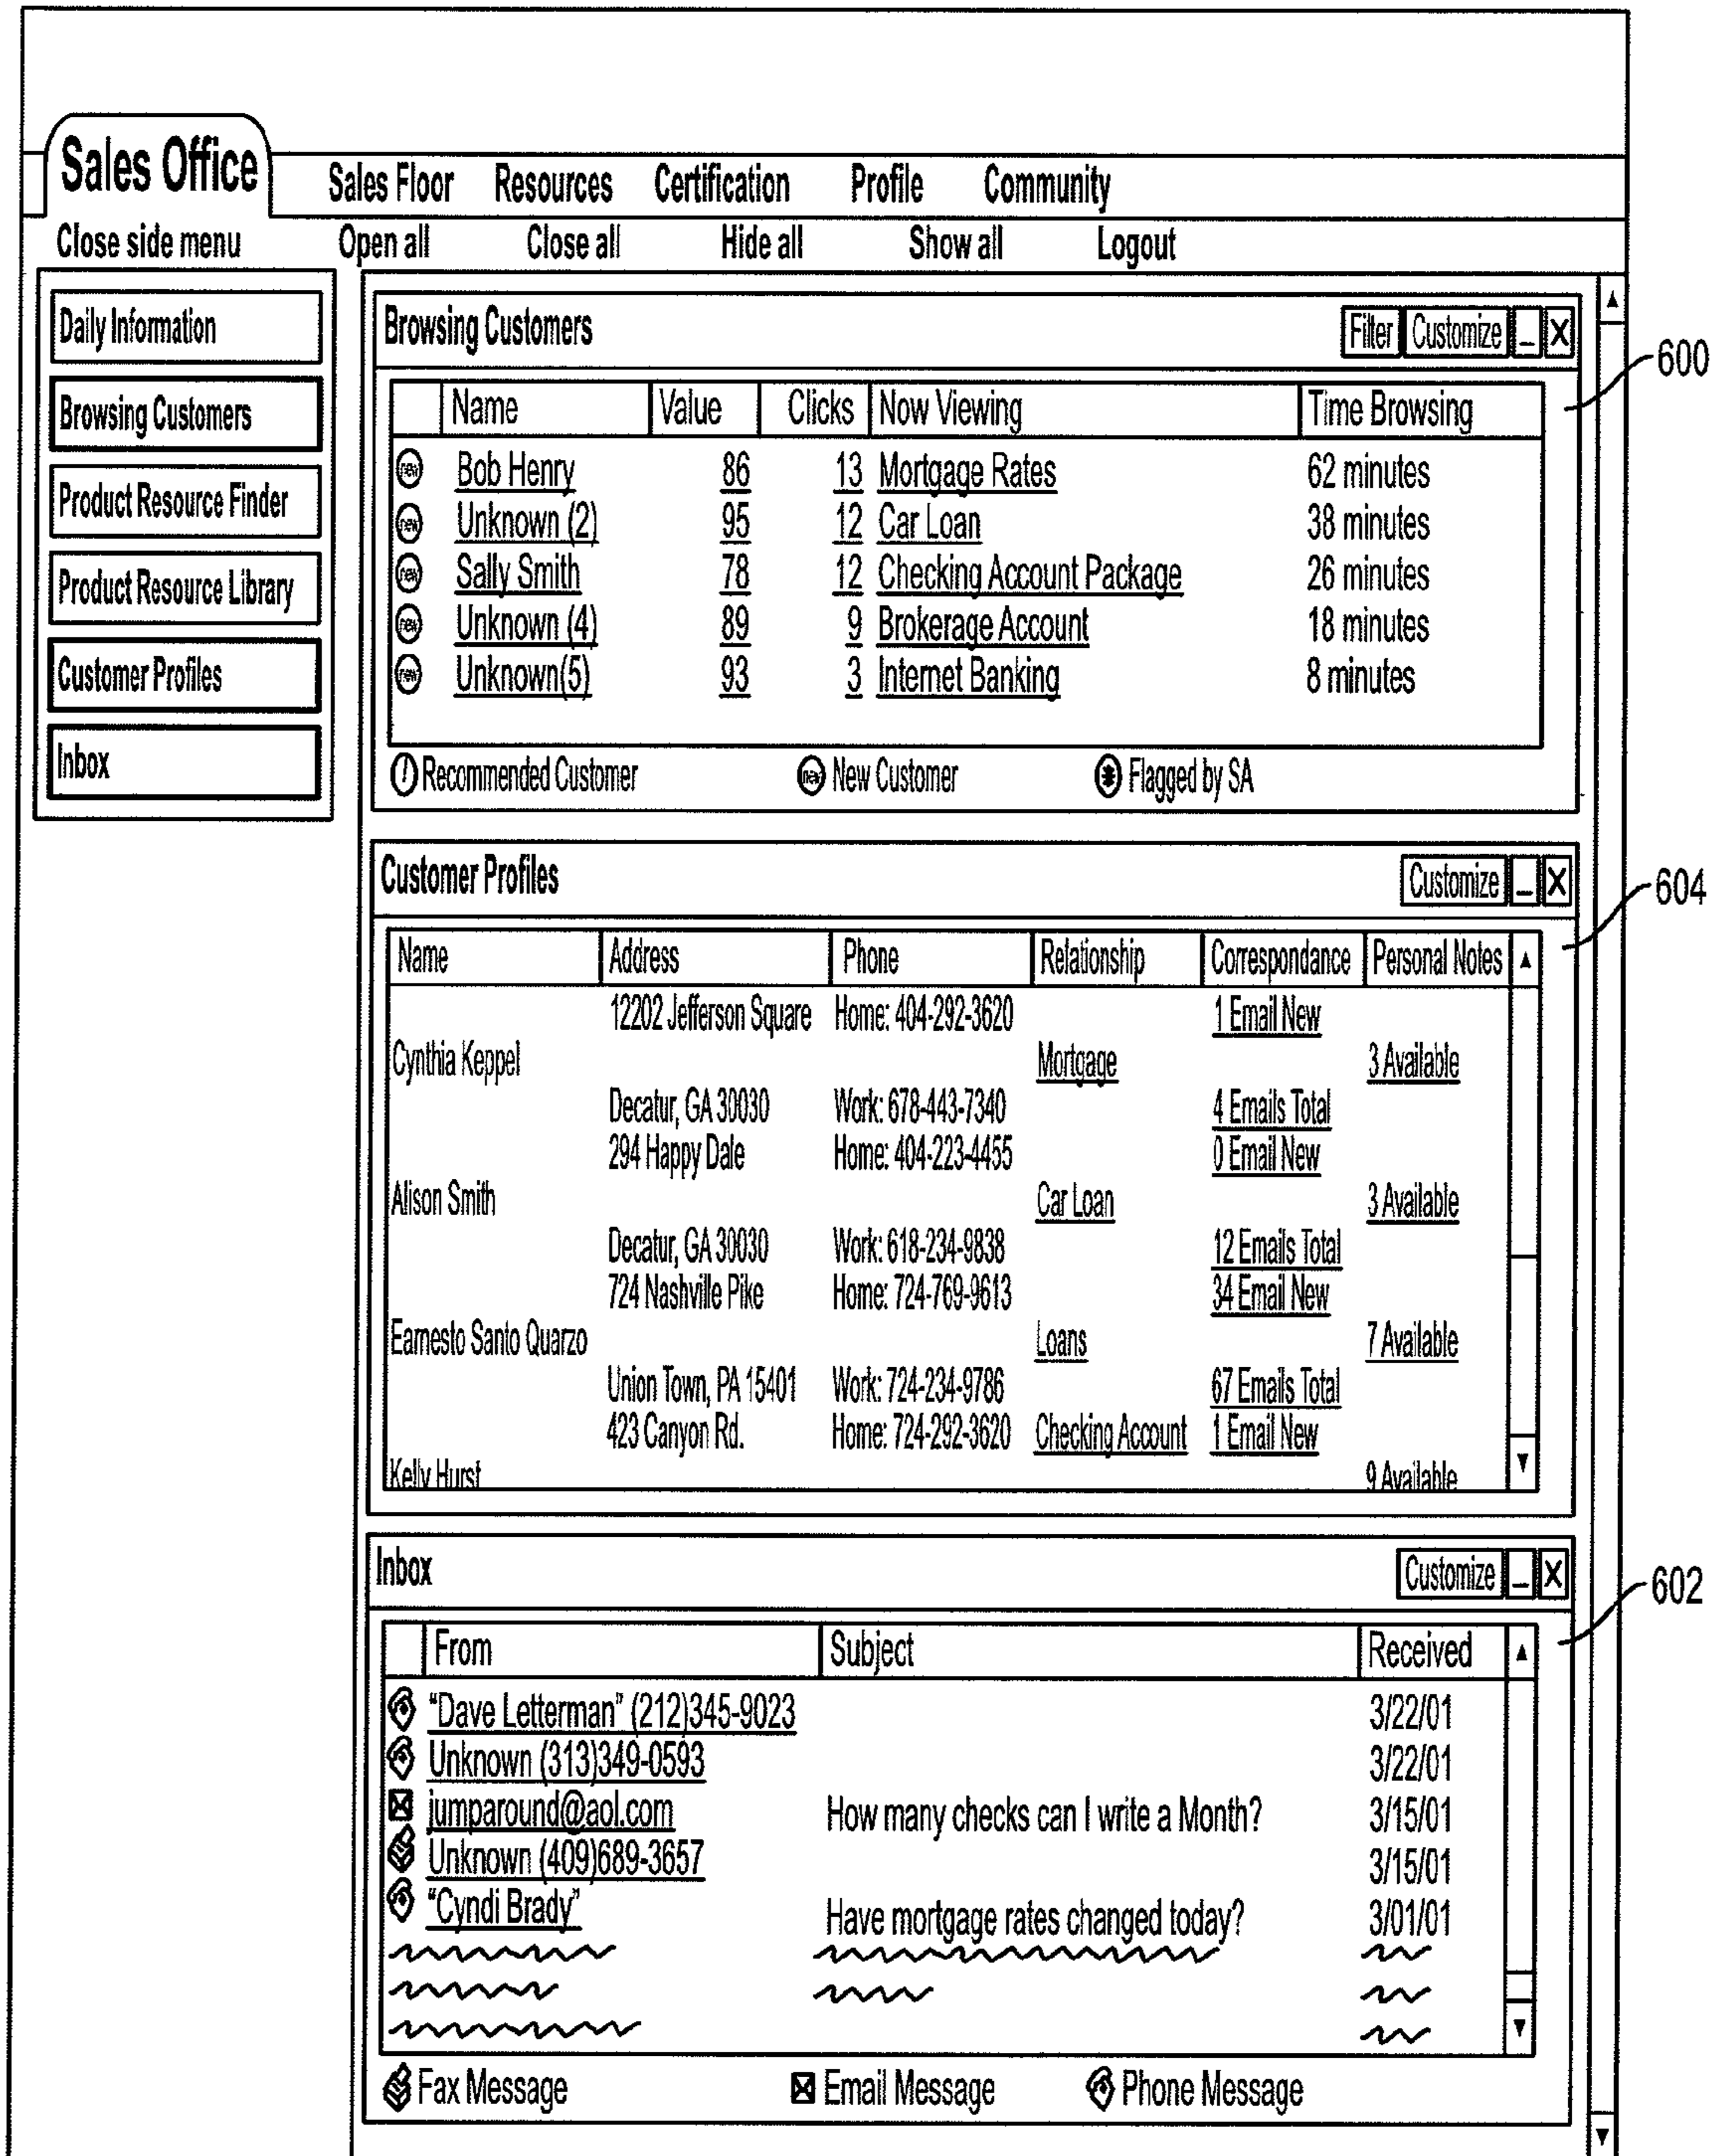 Sales Office
Sales Floor Resources Certification Profile Community
Close side menu Open all Close all Hide all Show all Logout
Daily Information
Browsing Customers
Product Resource Finder
Product Resource Library
Customer Profiles
Inbox
Browsing Customers Filter Customize _ X
600
Name Value Clicks Now Viewing Time Browsing
new Bob Henry 86 13 Mortgage Rates 62 minutes
new Unknown (2) 95 12 Car Loan 38 minutes
new Sally Smith 78 12 Checking Account Package 26 minutes
new Unknown (4) 89 9 Brokerage Account 18 minutes
new Unknown(5) 93 3 Internet Banking 8 minutes
! Recommended Customer new New Customer Flagged by SA
Customer Profiles Customize _ X
604
Name Address Phone Relationship Correspondance Personal Notes
12202 Jefferson Square Home: 404-292-3620 1 Email New
Cynthia Keppel Mortgage 3 Available
Decatur, GA 30030 Work: 678-443-7340 4 Emails Total
294 Happy Dale Home: 404-223-4455 0 Email New
Alison Smith Car Loan 3 Available
Decatur, GA 30030 Work: 618-234-9838 12 Emails Total
724 Nashville Pike Home: 724-769-9613 34 Email New
Earnesto Santo Quarzo Loans 7 Available
Union Town, PA 15401 Work: 724-234-9786 67 Emails Total
423 Canyon Rd. Home: 724-292-3620 Checking Account 1 Email New
Kelly Hurst 9 Available
Inbox Customize _ X
602
From Subject Received
"Dave Letterman" (212)345-9023 3/22/01
Unknown (313)349-0593 3/22/01
jumparound@aol.com How many checks can I write a Month? 3/15/01
Unknown (409)689-3657 3/15/01
"Cyndi Brady" Have mortgage rates changed today? 3/01/01
Fax Message Email Message Phone Message